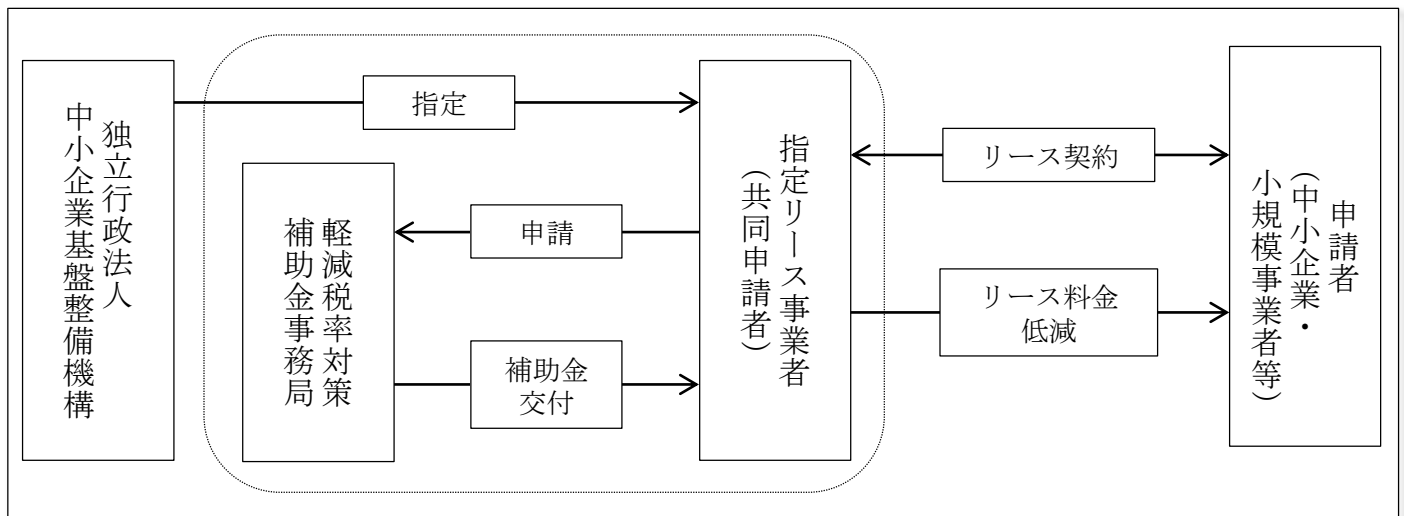 独立行政法人
中小企業基盤整備機構
指定
軽減税率対策
補助金事務局
申請
補助金
交付
指定リース事業者
(共同申請者)
リース契約
リース料金
低減
申請者
(中小企業・
小規模事業者等)